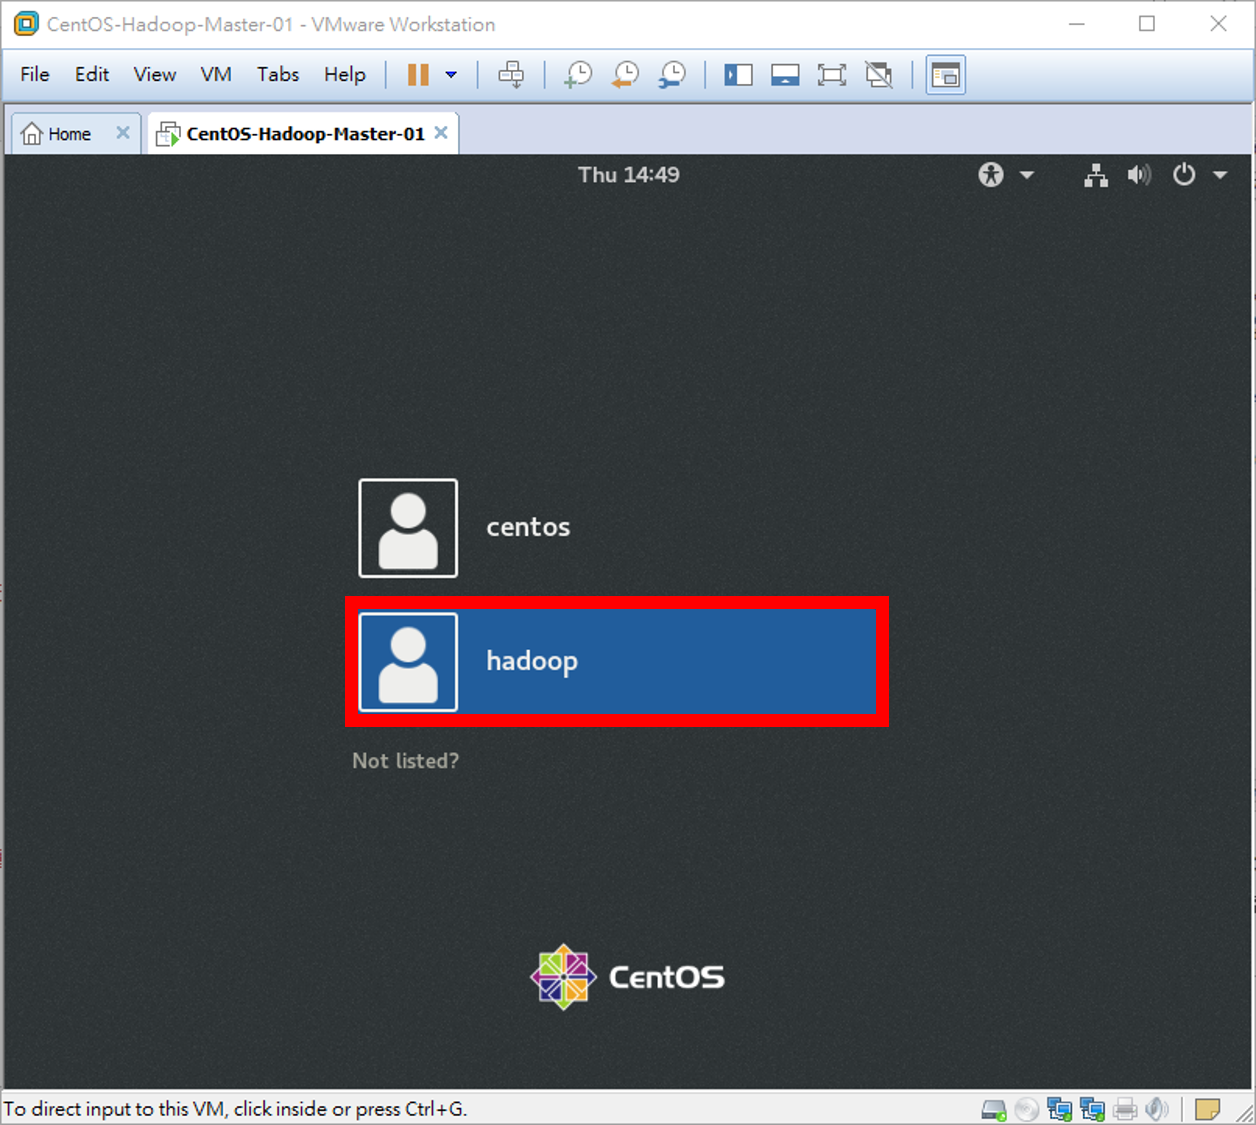 CentOS-Hadoop-Master-01 - VMware Workstation
File Edit View VM Tabs Help
Home CentOS-Hadoop-Master-01
Thu 14:49
centos
hadoop
Not listed?
CentOS
To direct input to this VM, click inside or press Ctrl+G.